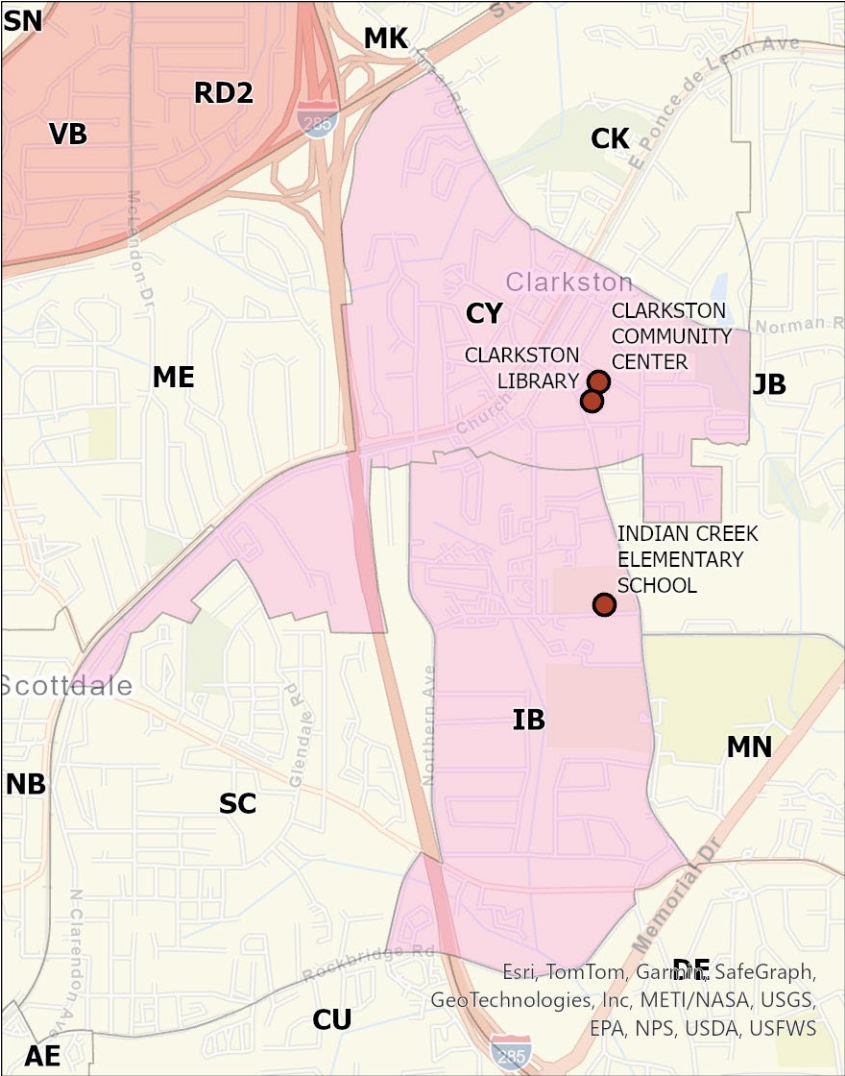 SN
MK
Sto
RD2
285
VB
CK
E Ponce de Leon Ave
McLendon Dr
Clarkston
CY
CLARKSTON
COMMUNITY
CENTER
CLARKSTON
LIBRARY
Norman R
ME
JB
Church
INDIAN CREEK
ELEMENTARY
SCHOOL
Scottdale
Glendale Rd
Northern Ave
IB
MN
NB
SC
Memorial Dr
N Clarendon Ave
Rockbridge Rd
DE
Esri, TomTom, Garmin, SafeGraph,
GeoTechnologies, Inc, METI/NASA, USGS,
EPA, NPS, USDA, USFWS
CU
285
AE